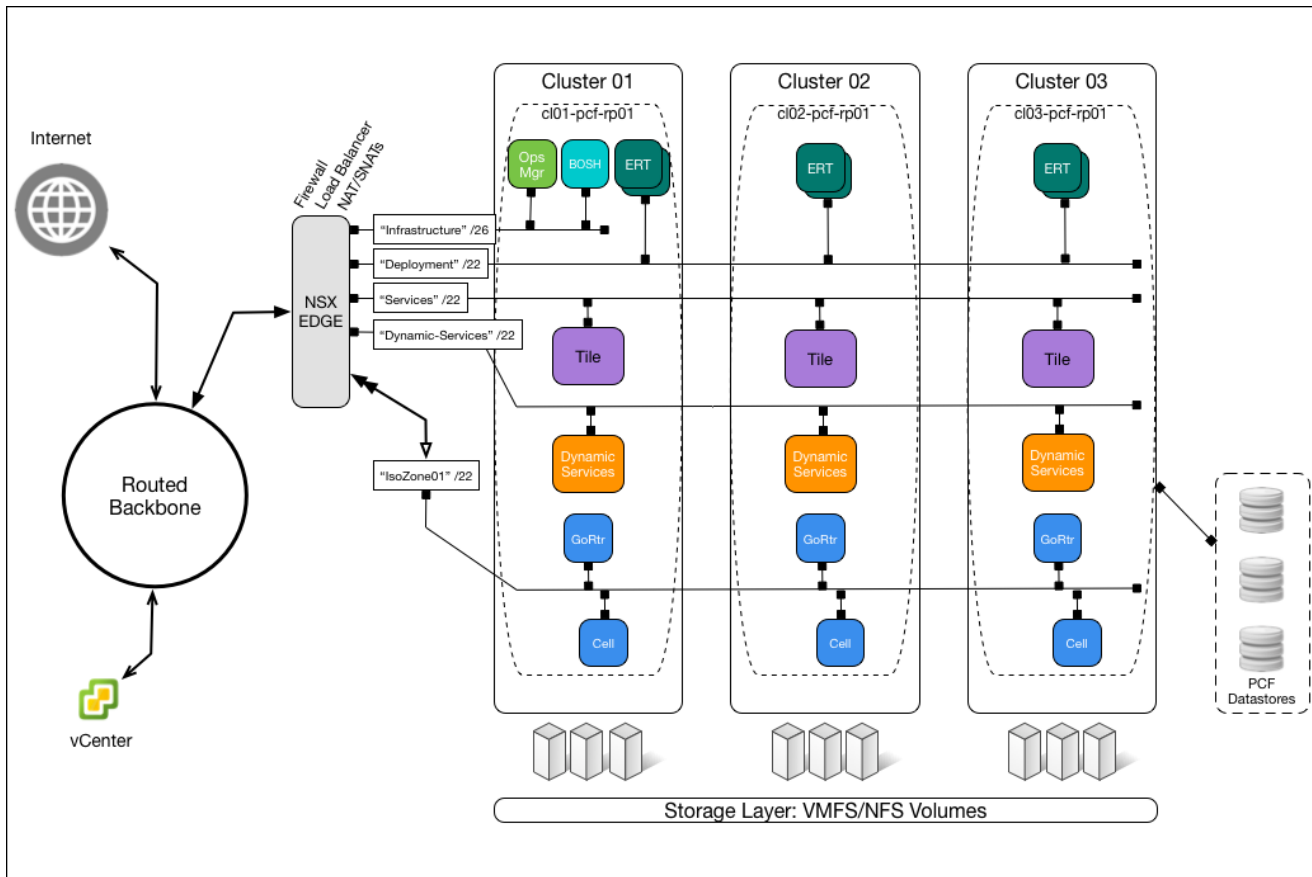 Internet
Routed
Backbone
vCenter
Firewall
Load Balancer
NAT/SNATs
NSX
EDGE
“Infrastructure” /26
“Deployment” /22
“Services” /22
“Dynamic-Services” /22
“IsoZone01” /22
Cluster 01
cl01-pcf-rp01
Ops
Mgr
BOSH
ERT
Tile
Dynamic
Services
GoRtr
Cell
Cluster 02
cl02-pcf-rp01
ERT
Tile
Dynamic
Services
GoRtr
Cell
Cluster 03
cl03-pcf-rp01
ERT
Tile
Dynamic
Services
GoRtr
Cell
PCF
Datastores
Storage Layer: VMFS/NFS Volumes